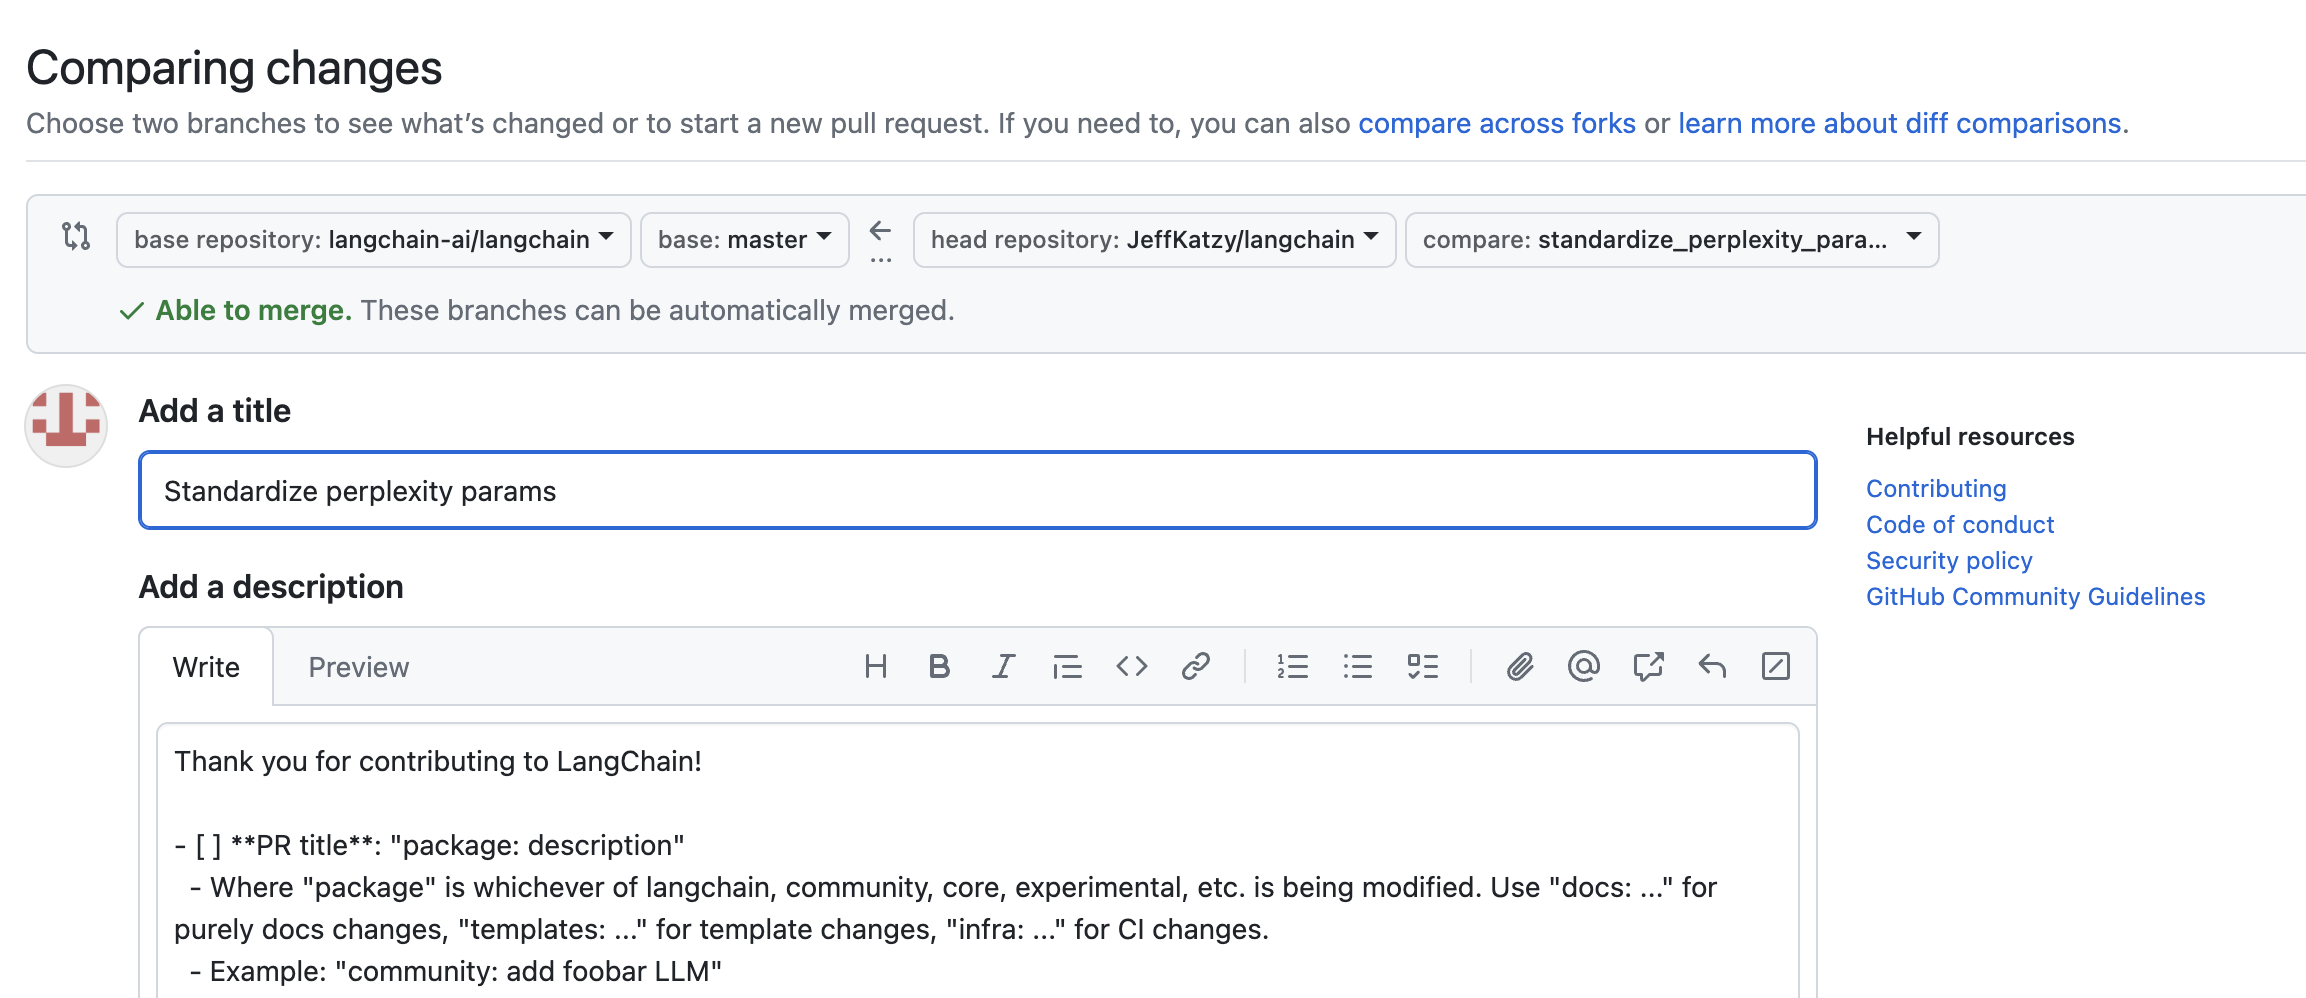 Comparing changes
Choose two branches to see what's changed or to start a new pull request. If you need to, you can also compare across forks or learn more about diff comparisons.
base repository: langchain-ai/langchain base: master ... head repository: JeffKatzy/langchain compare: standardize_perplexity_para...
Able to merge. These branches can be automatically merged.
Add a title
Standardize perplexity params
Add a description
Write Preview
Thank you for contributing to LangChain!
- [ ] **PR title**: "package: description"
- Where "package" is whichever of langchain, community, core, experimental, etc. is being modified. Use "docs: ..." for
purely docs changes, "templates: ..." for template changes, "infra: ..." for CI changes.
- Example: "community: add foobar LLM"
Helpful resources
Contributing
Code of conduct
Security policy
GitHub Community Guidelines